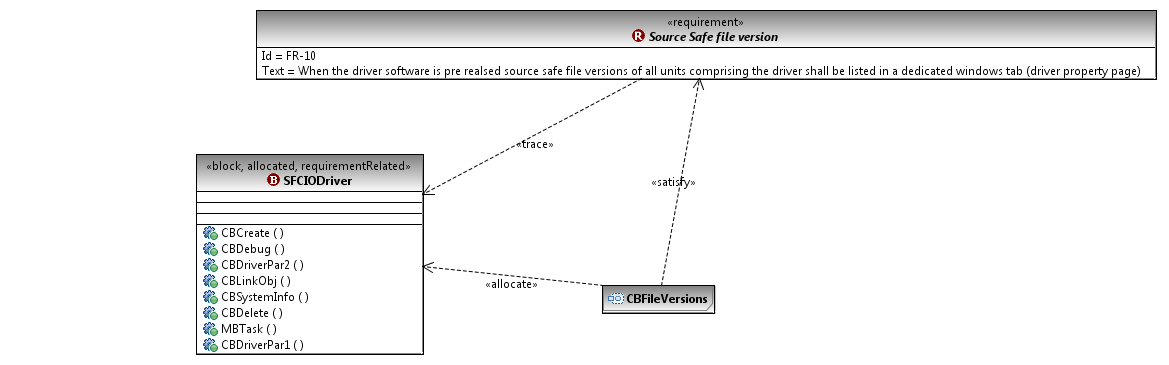 «requirement»
R Source Safe file version
Id = FR-10
Text = When the driver software is pre realsed source safe file versions of all units comprising the driver shall be listed in a dedicated windows tab (driver property page)
«trace»
«block, allocated, requirementRelated»
B SFCIODriver
«satisfy»
CBCreate ( )
CBDebug ( )
CBDriverPar2 ( )
CBLinkObj ( )
CBSystemInfo ( )
CBDelete ( )
MBTask ( )
CBDriverPar1 ( )
«allocate»
CBFileVersions